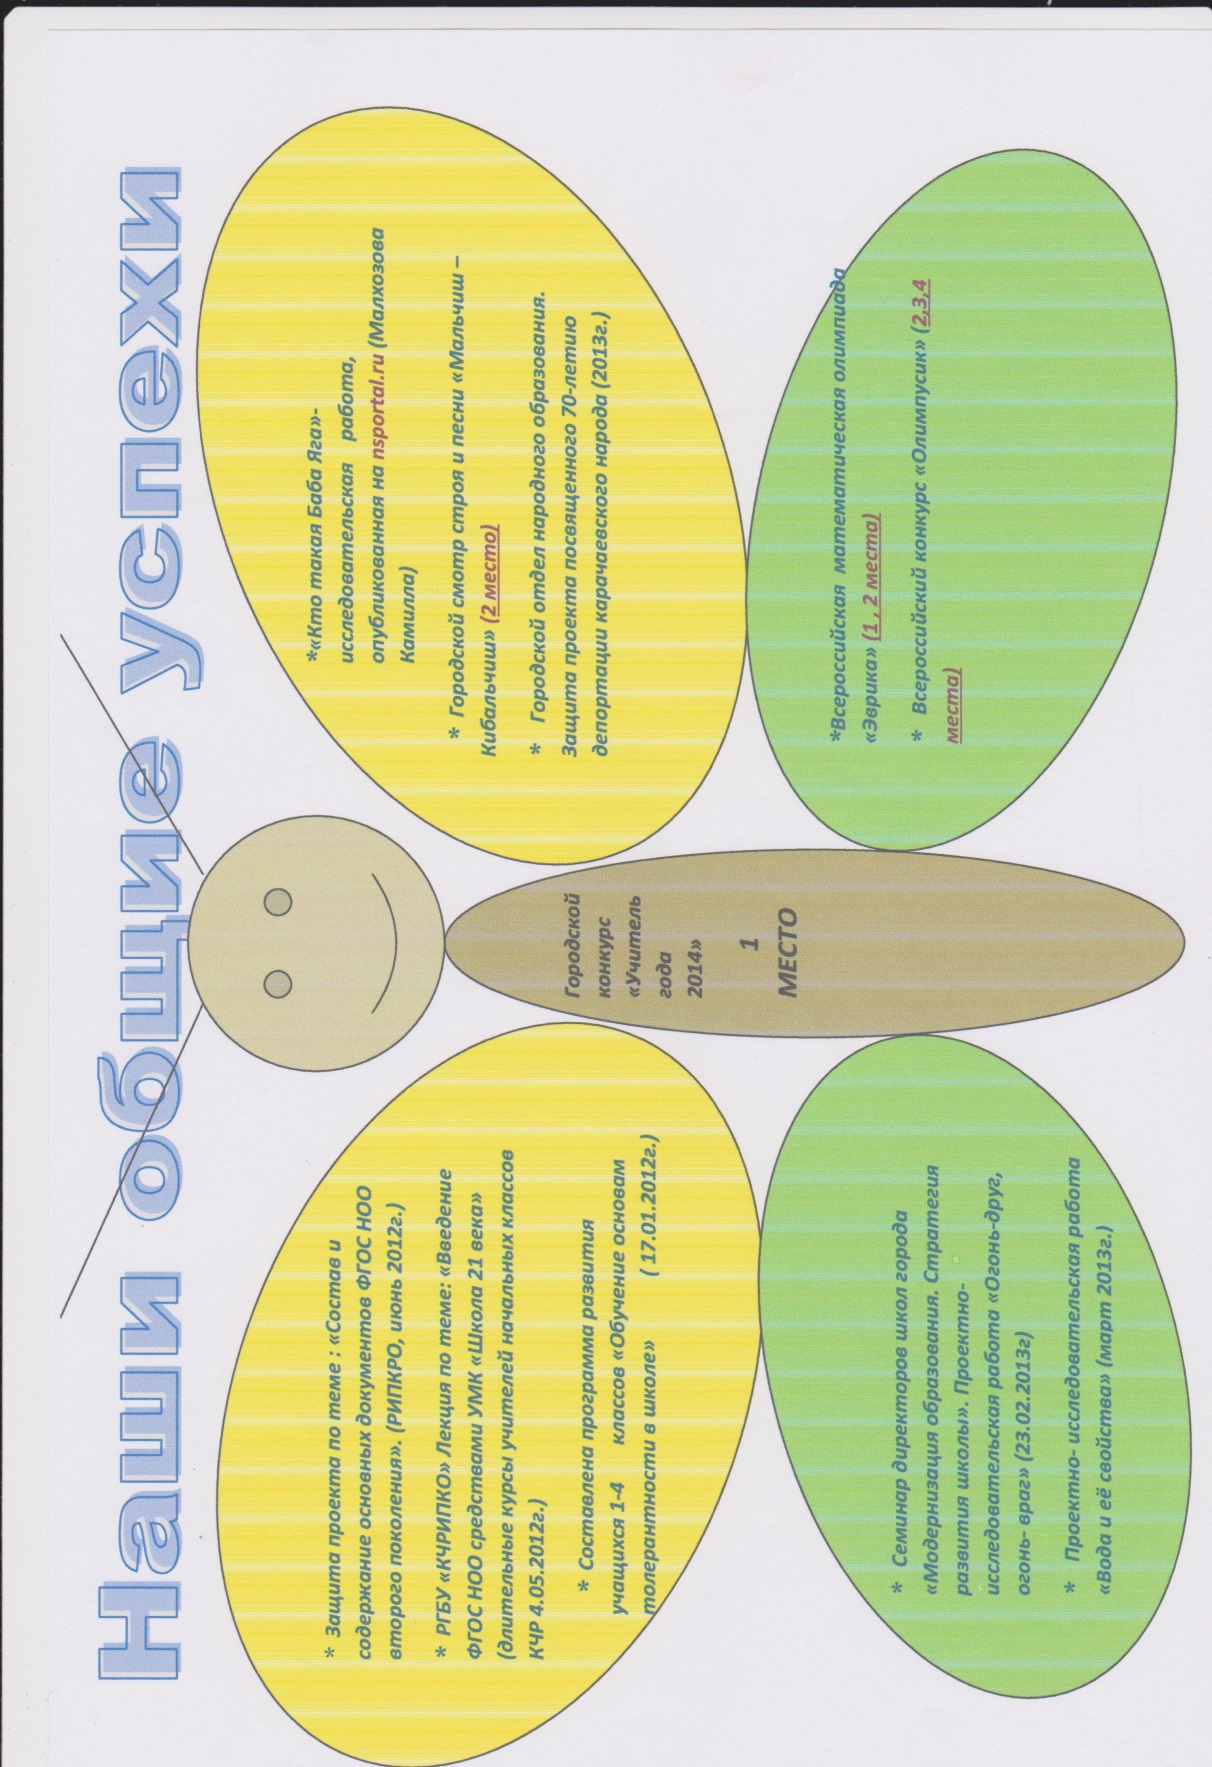 Наши общие успехи
* Защита проекта по теме : «Состав и
содержание основных документов ФГОС НОО
второго поколения». (РИПКРО, июнь 2012г.)
* РГБУ «КЧРИПКО» Лекция по теме: «Введение
ФГОС НОО средствами УМК «Школа 21 века»
(длительные курсы учителей начальных классов
КЧР 4.05.2012г.)
* Составлена программа развития
учащихся 1-4 классов «Обучение основам
толерантности в школе» ( 17.01.2012г.)
* Семинар директоров школ города
«Модернизация образования. Стратегия
развития школы». Проектно-
исследовательская работа «Огонь-друг,
огонь- враг» (23.02.2013г)
* Проектно- исследовательская работа
«Вода и её свойства» (март 2013г.)
Городской
конкурс
«Учитель
года
2014»
1
МЕСТО
*«Кто такая Баба Яга»-
исследовательская работа,
опубликованная на nsportal.ru (Малхозова
Камилла)
* Городской смотр строя и песни «Мальчиш –
Кибальчиш» (2 место)
* Городской отдел народного образования.
Защита проекта посвященного 70-летию
депортации карачаевского народа (2013г.)
*Всероссийская математическая олимпиада
«Эврика» (1 , 2 места)
* Всероссийский конкурс «Олимпусик» (2,3,4
места)